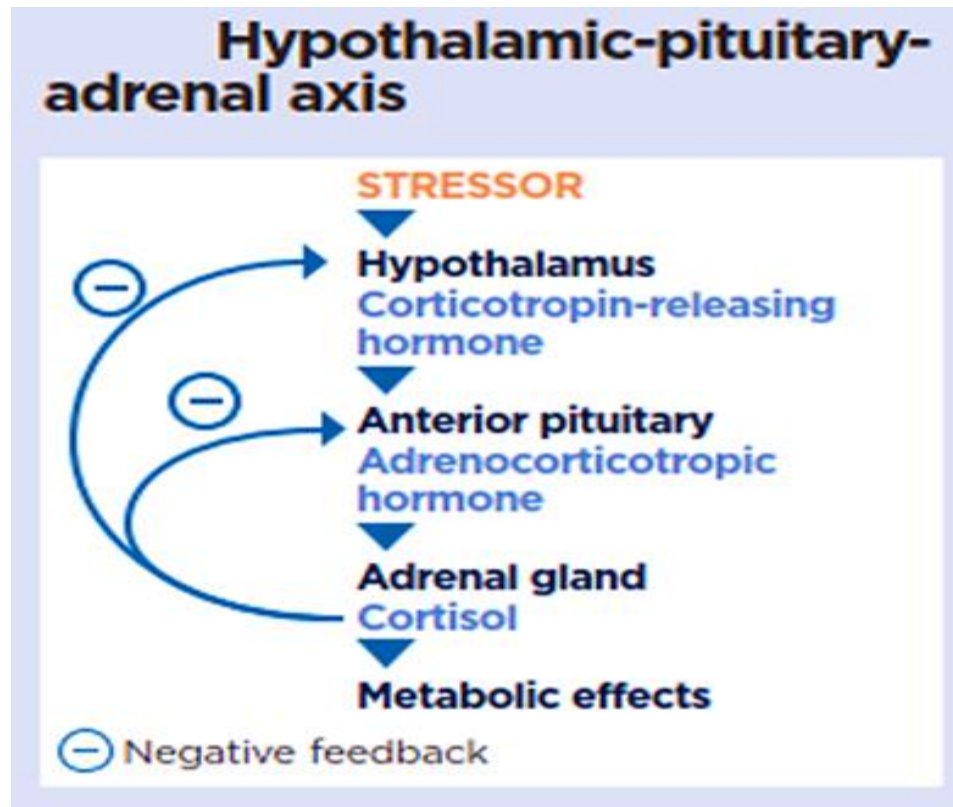 Hypothalamic-pituitary-
adrenal axis
STRESSOR
Hypothalamus
Corticotropin-releasing
hormone
Anterior pituitary
Adrenocorticotropic
hormone
Adrenal gland
Cortisol
Metabolic effects
Negative feedback